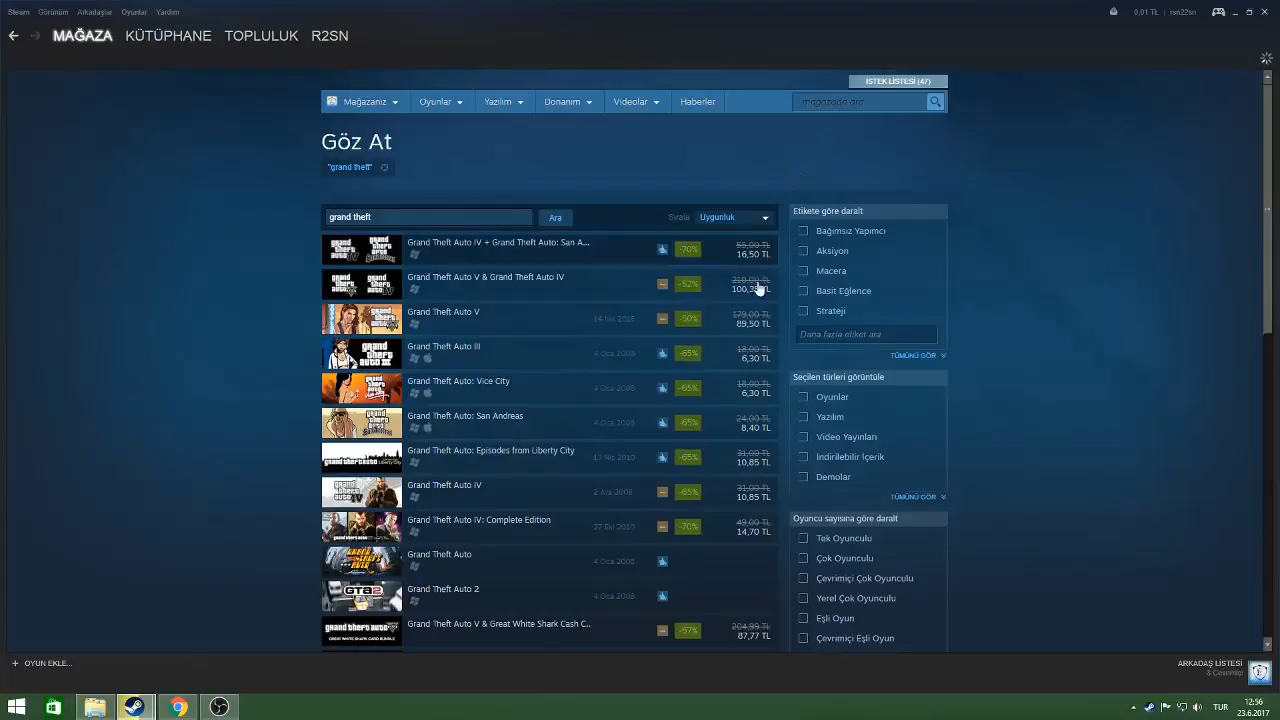 Steam Görünüm Arkadaşlar Oyunlar Yardım
0,01 TL rsn22sn
MAĞAZA KÜTÜPHANE TOPLULUK R2SN
İSTEK LİSTESİ (47)
Mağazanız Oyunlar Yazılım Donanım Videolar Haberler
mağazada ara
Göz At
"grand theft"
grand theft Ara Sırala Uygunluk
Grand Theft Auto IV + Grand Theft Auto: San A... -70% 55,00 TL
16,50 TL
Grand Theft Auto V & Grand Theft Auto IV -52% 210,00 TL
100,35 TL
Grand Theft Auto V -50% 179,00 TL
89,50 TL
Grand Theft Auto III 4 Oca 2008 -65% 18,00 TL
6,30 TL
Grand Theft Auto: Vice City 4 Oca 2008 -65% 18,00 TL
6,30 TL
Grand Theft Auto: San Andreas 4 Oca 2008 -65% 24,00 TL
8,40 TL
Grand Theft Auto: Episodes from Liberty City 13 Nis 2010 -65% 31,00 TL
10,85 TL
Grand Theft Auto IV 2 Ara 2008 -65% 31,00 TL
10,85 TL
Grand Theft Auto IV: Complete Edition 27 Eki 2010 -70% 49,00 TL
14,70 TL
Grand Theft Auto 4 Oca 2008
Grand Theft Auto 2 4 Oca 2008
Grand Theft Auto V & Great White Shark Cash C... -57% 204,99 TL
87,77 TL
Etikete göre daralt
Bağımsız Yapımcı
Aksiyon
Macera
Basit Eğlence
Strateji
Daha fazla etiket ara
TÜMÜNÜ GÖR
Seçilen türleri görüntüle
Oyunlar
Yazılım
Video Yayınları
İndirilebilir İçerik
Demolar
TÜMÜNÜ GÖR
Oyuncu sayısına göre daralt
Tek Oyunculu
Çok Oyunculu
Çevrimiçi Çok Oyunculu
Yerel Çok Oyunculu
Eşli Oyun
Çevrimiçi Eşli Oyun
+ OYUN EKLE...
ARKADAŞ LİSTESİ
3 Çevrimiçi
TUR
12:56
23.6.2017